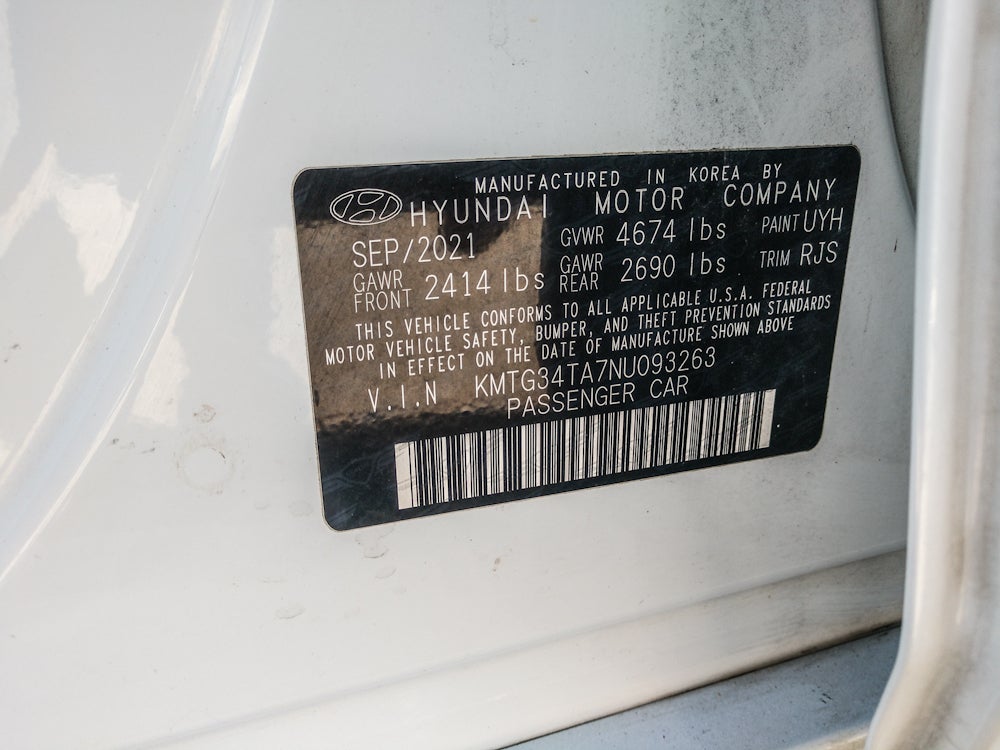 MANUFACTURED IN KOREA BY
HYUNDAI MOTOR COMPANY
SEP/2021 GVWR 4674 lbs PAINT UYH
GAWR FRONT 2414 lbs GAWR REAR 2690 lbs TRIM RJS
THIS VEHICLE CONFORMS TO ALL APPLICABLE U.S.A. FEDERAL
MOTOR VEHICLE SAFETY, BUMPER, AND THEFT PREVENTION STANDARDS
IN EFFECT ON THE DATE OF MANUFACTURE SHOWN ABOVE
V.I.N KMTG34TA7NU093263
PASSENGER CAR